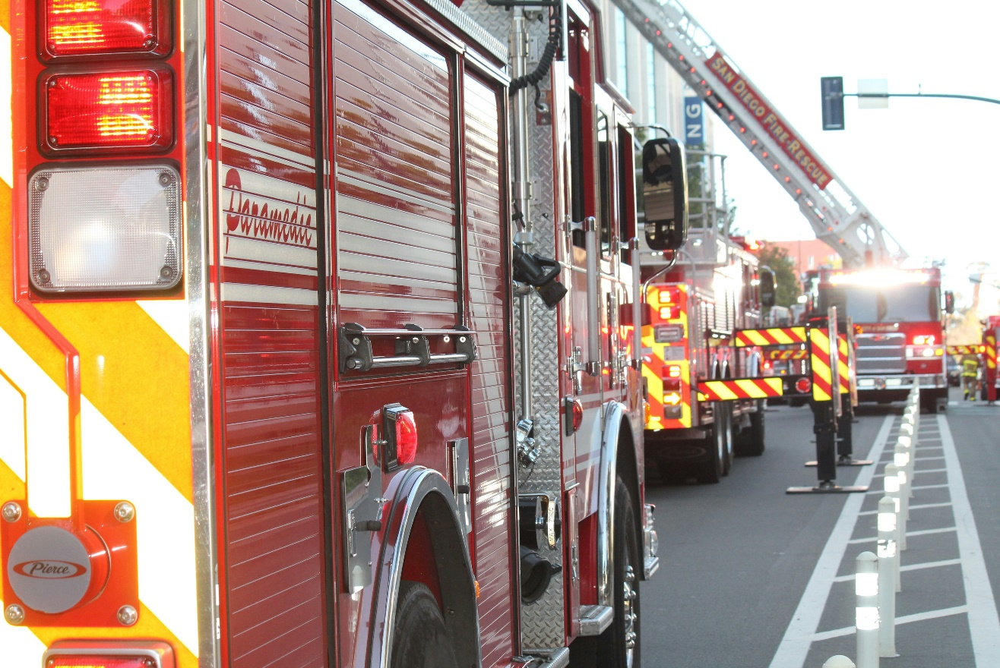 SAN DIEGO FIRE-RESCUE
NG
Paramedic
Pierce